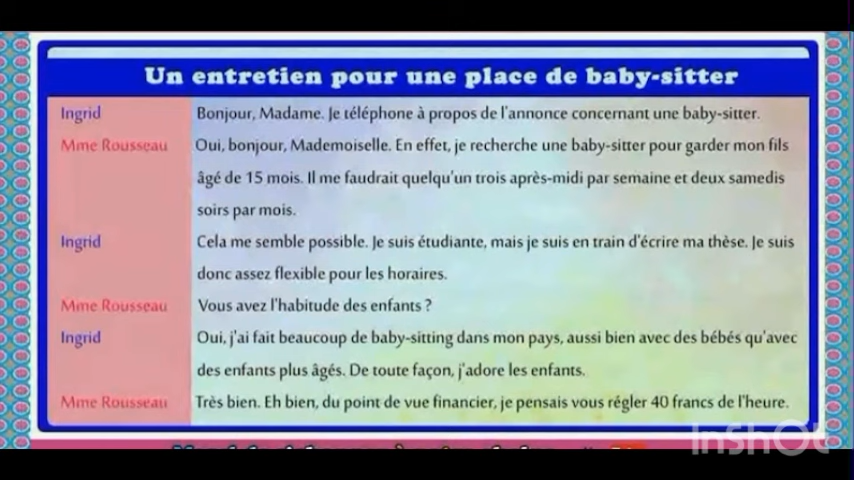 Un entretien pour une place de baby-sitter
Ingrid Bonjour, Madame. Je téléphone à propos de l'annonce concernant une baby-sitter.
Mme Rousseau Oui, bonjour, Mademoiselle. En effet, je recherche une baby-sitter pour garder mon fils
âgé de 15 mois. Il me faudrait quelqu'un trois après-midi par semaine et deux samedis
soirs par mois.
Ingrid Cela me semble possible. Je suis étudiante, mais je suis en train d'écrire ma thèse. Je suis
donc assez flexible pour les horaires.
Mme Rousseau Vous avez l'habitude des enfants ?
Ingrid Oui, j'ai fait beaucoup de baby-sitting dans mon pays, aussi bien avec des bébés qu'avec
des enfants plus âgés. De toute façon, j'adore les enfants.
Mme Rousseau Très bien. Eh bien, du point de vue financier, je pensais vous régler 40 francs de l'heure.
InShOt